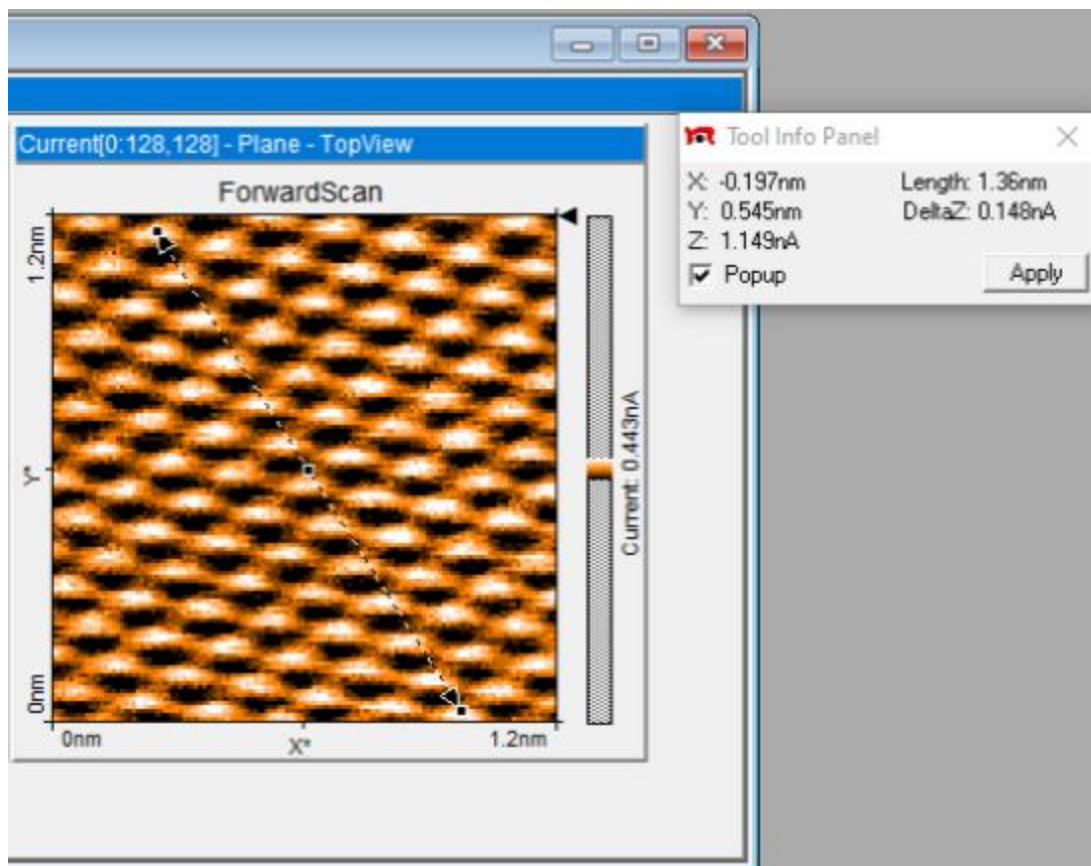 Current[0:128,128] - Plane - TopView
ForwardScan
1.2nm
Y*
0nm
0nm
X*
1.2nm
Current: 0.443nA
Tool Info Panel
X: -0.197nm
Length: 1.36nm
Y: 0.545nm
DeltaZ: 0.148nA
Z: 1.149nA
Popup
Apply